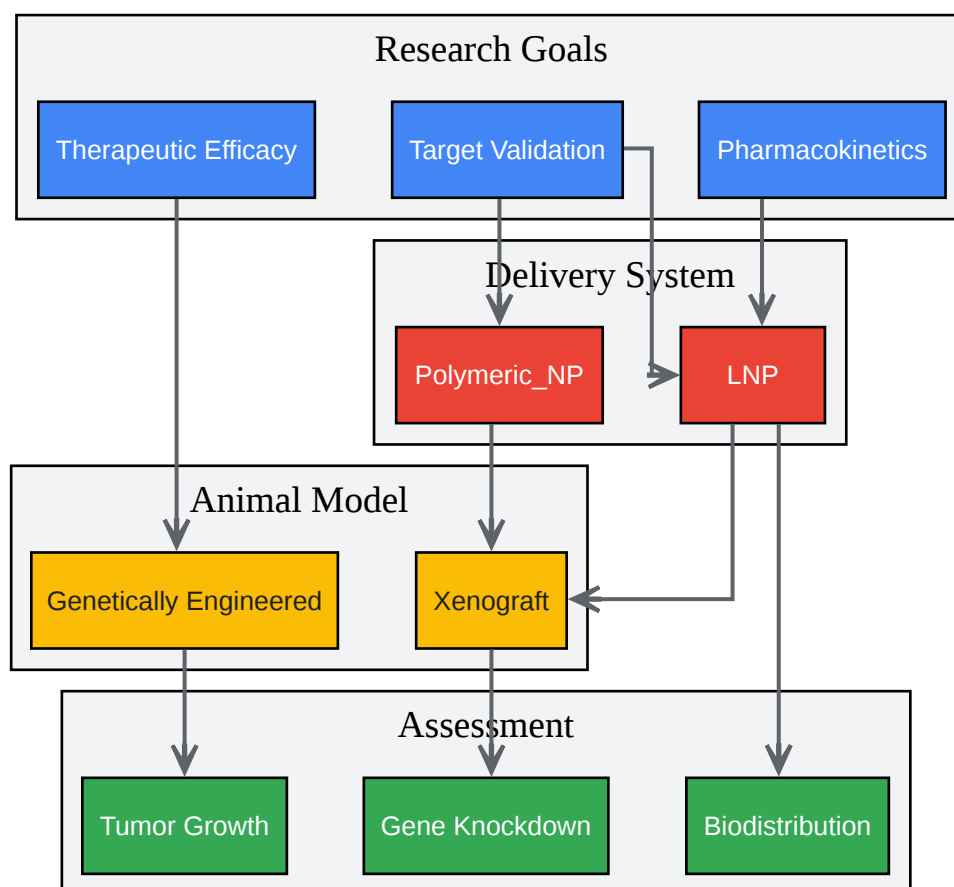 Research Goals
Therapeutic Efficacy
Target Validation
Pharmacokinetics
Delivery System
Polymeric_NP
LNP
Animal Model
Genetically Engineered
Xenograft
Assessment
Tumor Growth
Gene Knockdown
Biodistribution